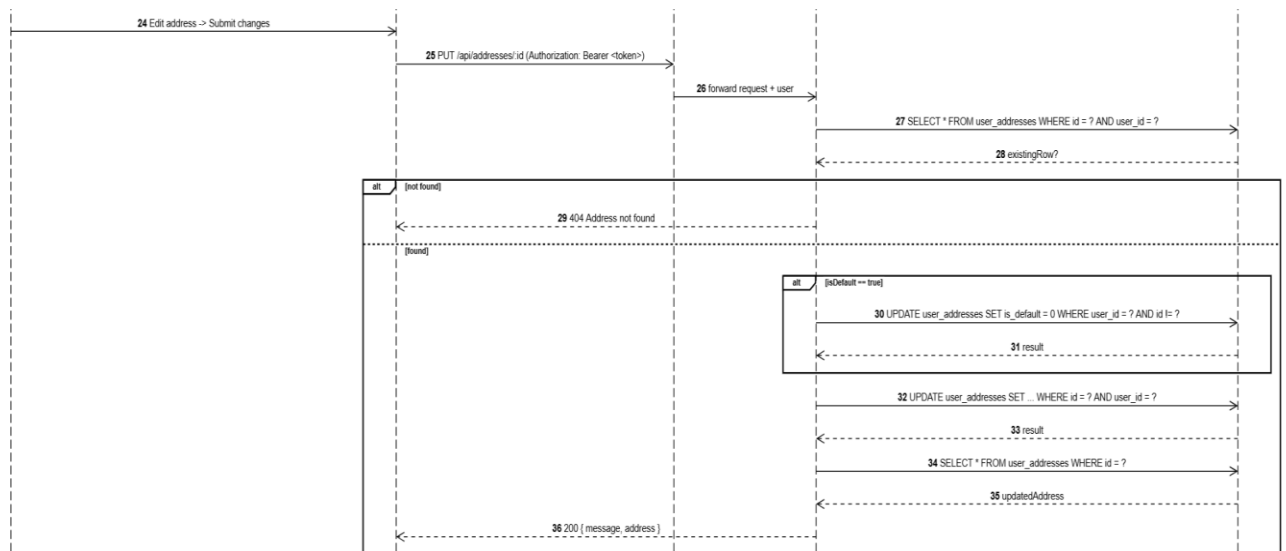 24 Edit address -> Submit changes
25 PUT /api/addresses/:id (Authorization: Bearer <token>)
26 forward request + user
27 SELECT * FROM user_addresses WHERE id = ? AND user_id = ?
28 existingRow?
alt [not found]
29 404 Address not found
[found]
alt [isDefault == true]
30 UPDATE user_addresses SET is_default = 0 WHERE user_id = ? AND id != ?
31 result
32 UPDATE user_addresses SET ... WHERE id = ? AND user_id = ?
33 result
34 SELECT * FROM user_addresses WHERE id = ?
35 updatedAddress
36 200 { message, address }